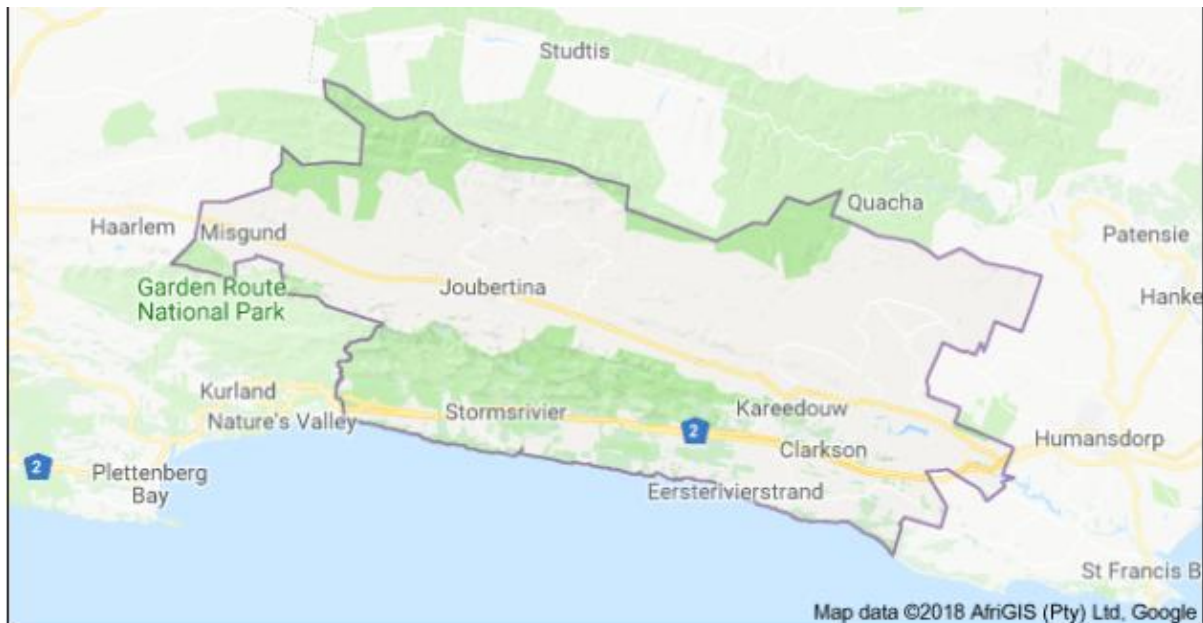 Studtis
Quacha
Haarlem
Misgund
Patensie
Joubertina
Hanke
Garden Route
National Park
Kurland
Nature's Valley
Stormsrivier
2
Kareedouw
Clarkson
Humansdorp
2
Plettenberg
Bay
Eersterivierstrand
St Francis B
Map data ©2018 AfriGIS (Pty) Ltd, Google